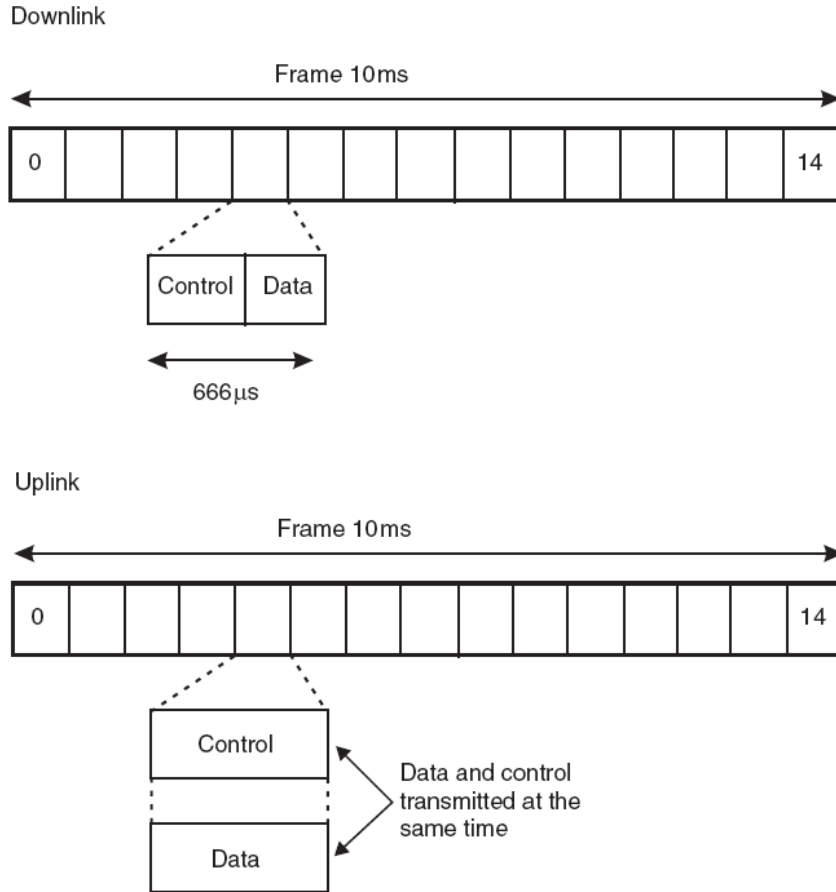 Downlink
Frame 10ms
0 14
Control Data
666μs
Uplink
Frame 10ms
0 14
Control
Data and control
transmitted at the
same time
Data